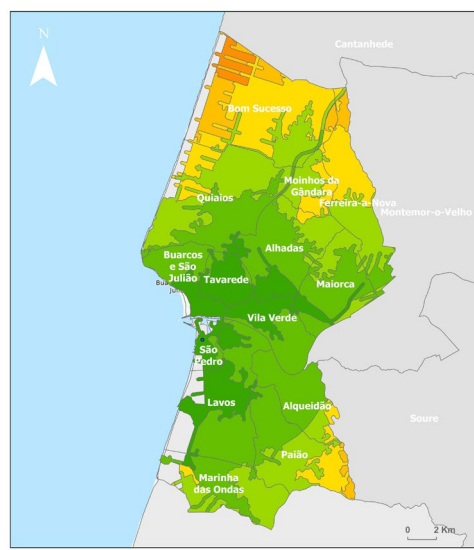 N
Cantanhede
Bom Sucesso
Moinhos da
Gândara
Ferreira-a-Nova
Quiaios
Montemor-o-Velho
Alhadas
Buarcos
e São
Julião
Tavarede
Maiorca
Vila Verde
São
Pedro
Lavos
Alqueidão
Soure
Paião
Marinha
das Ondas
0 2 Km